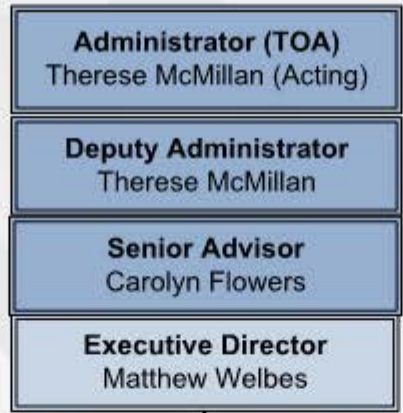 Administrator (TOA)
Therese McMillan (Acting)
Deputy Administrator
Therese McMillan
Senior Advisor
Carolyn Flowers
Executive Director
Matthew Welbes